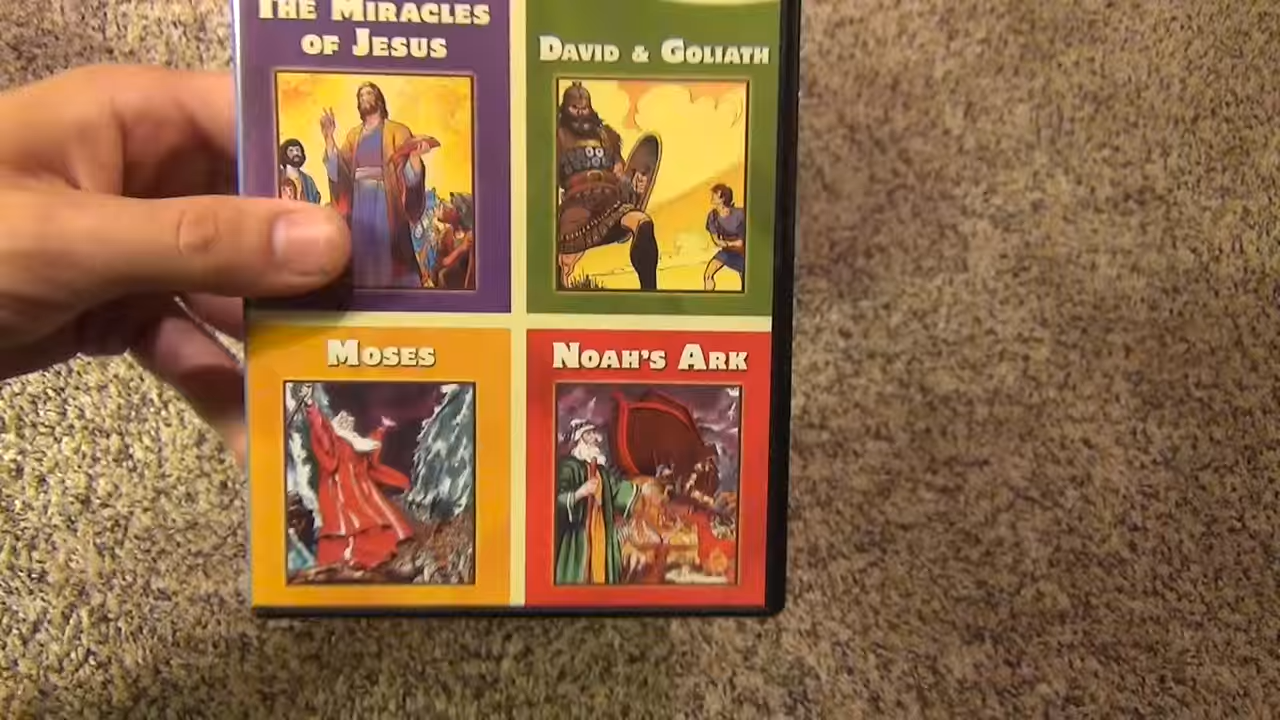 THE MIRACLES
OF JESUS
DAVID & GOLIATH
MOSES
NOAH'S ARK